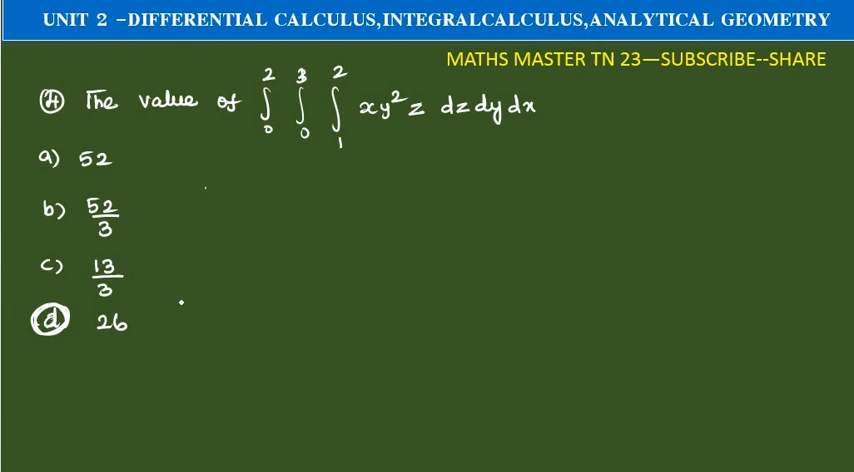 UNIT 2 –DIFFERENTIAL CALCULUS,INTEGRALCALCULUS,ANALYTICAL GEOMETRY
MATHS MASTER TN 23—SUBSCRIBE--SHARE
The value of ∫₀² ∫₀³ ∫₁² xy²z dz dy dx
a) 52
b) 52/3
c) 13/3
d 26